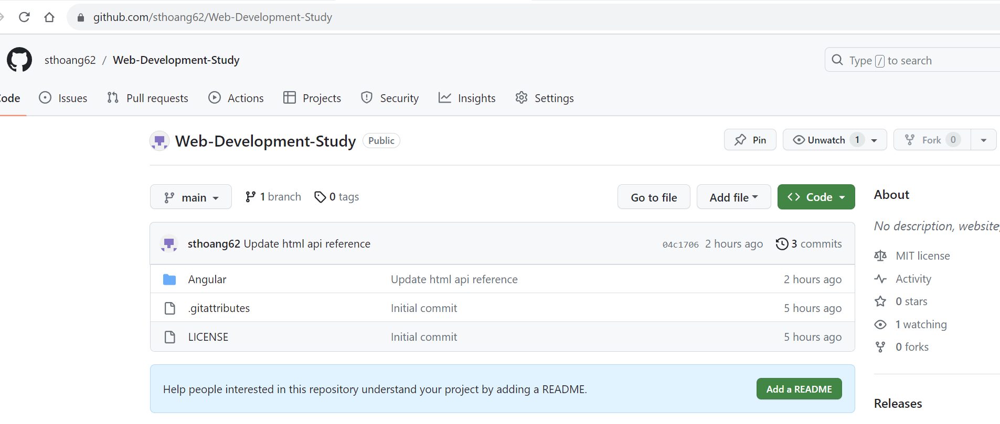 github.com/sthoang62/Web-Development-Study
sthoang62 / Web-Development-Study
Type / to search
ode Issues Pull requests Actions Projects Security Insights Settings
Web-Development-Study Public
Pin Unwatch 1 Fork 0
main 1 branch 0 tags Go to file Add file <> Code
sthoang62 Update html api reference 04c1706 2 hours ago 3 commits
Angular Update html api reference 2 hours ago
.gitattributes Initial commit 5 hours ago
LICENSE Initial commit 5 hours ago
Help people interested in this repository understand your project by adding a README. Add a README
About
No description, website,
MIT license
Activity
0 stars
1 watching
0 forks
Releases